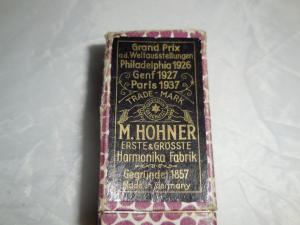 Grand Prix
a.d. Weltausstellungen
Philadelphia 1926
Genf 1927
Paris 1937
TRADE-MARK
M. HOHNER
ERSTE & GRÖSSTE
Harmonika Fabrik
Gegründet 1857
Made in Germany